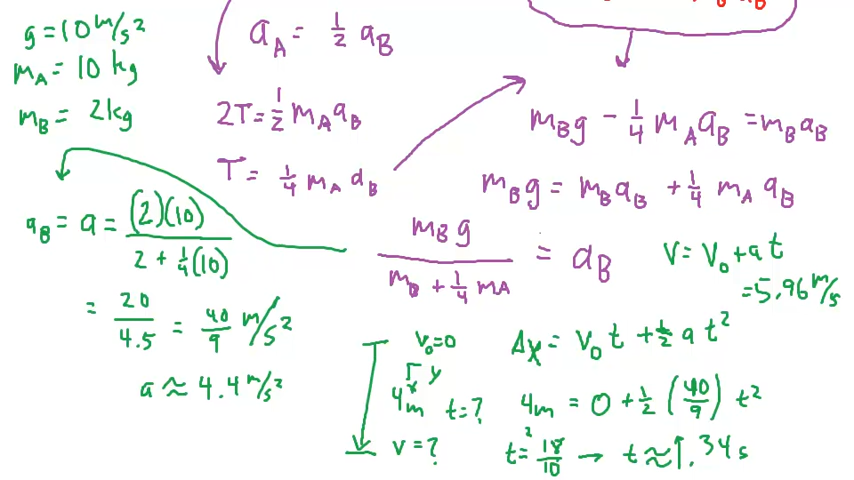 g = 10 m/s²
m_A = 10 kg
m_B = 2kg
a_A = ½ a_B
2T = ½ m_A a_B
T = ¼ m_A a_B
m_B g - ¼ m_A a_B = m_B a_B
m_B g = m_B a_B + ¼ m_A a_B
m_B g / (m_B + ¼ m_A) = a_B
a_B = a = (2)(10) / (2 + ¼(10))
= 20/4.5 = 40/9 m/s²
a ≈ 4.4 m/s²
V = V₀ + a t
= 5.96 m/s
v₀ = 0
4m t = ?
v = ?
Δx = V₀ t + ½ a t²
4m = 0 + ½ (40/9) t²
t² = 18/10 → t ≈ 1.34 s